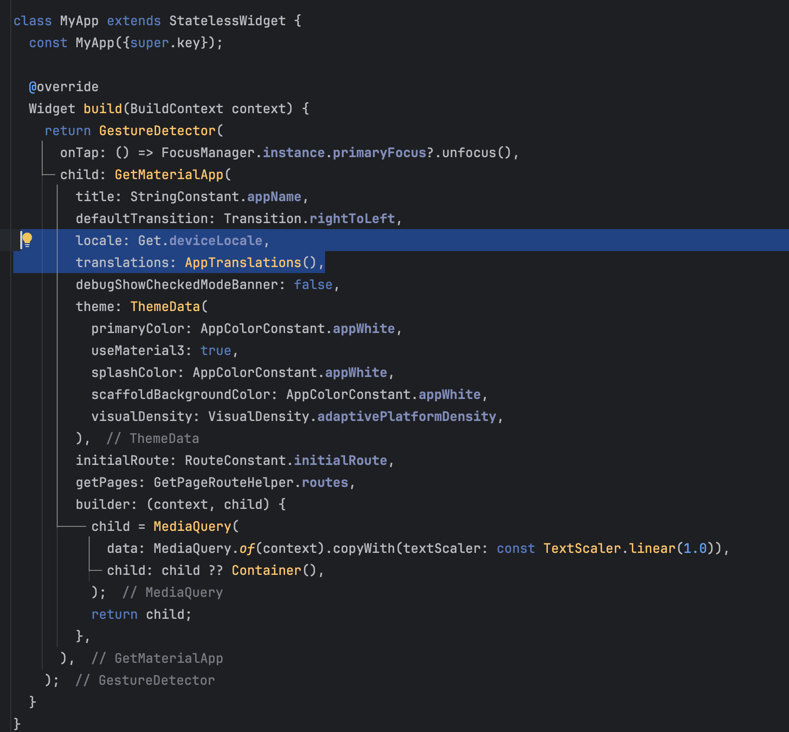 class MyApp extends StatelessWidget {
  const MyApp({super.key});

  @override
  Widget build(BuildContext context) {
    return GestureDetector(
      onTap: () => FocusManager.instance.primaryFocus?.unfocus(),
      child: GetMaterialApp(
        title: StringConstant.appName,
        defaultTransition: Transition.rightToLeft,
        locale: Get.deviceLocale,
        translations: AppTranslations(),
        debugShowCheckedModeBanner: false,
        theme: ThemeData(
          primaryColor: AppColorConstant.appWhite,
          useMaterial3: true,
          splashColor: AppColorConstant.appWhite,
          scaffoldBackgroundColor: AppColorConstant.appWhite,
          visualDensity: VisualDensity.adaptivePlatformDensity,
        ),  // ThemeData
        initialRoute: RouteConstant.initialRoute,
        getPages: GetPageRouteHelper.routes,
        builder: (context, child) {
          child = MediaQuery(
            data: MediaQuery.of(context).copyWith(textScaler: const TextScaler.linear(1.0)),
            child: child ?? Container(),
          );  // MediaQuery
          return child;
        },
      ),  // GetMaterialApp
    );  // GestureDetector
  }
}